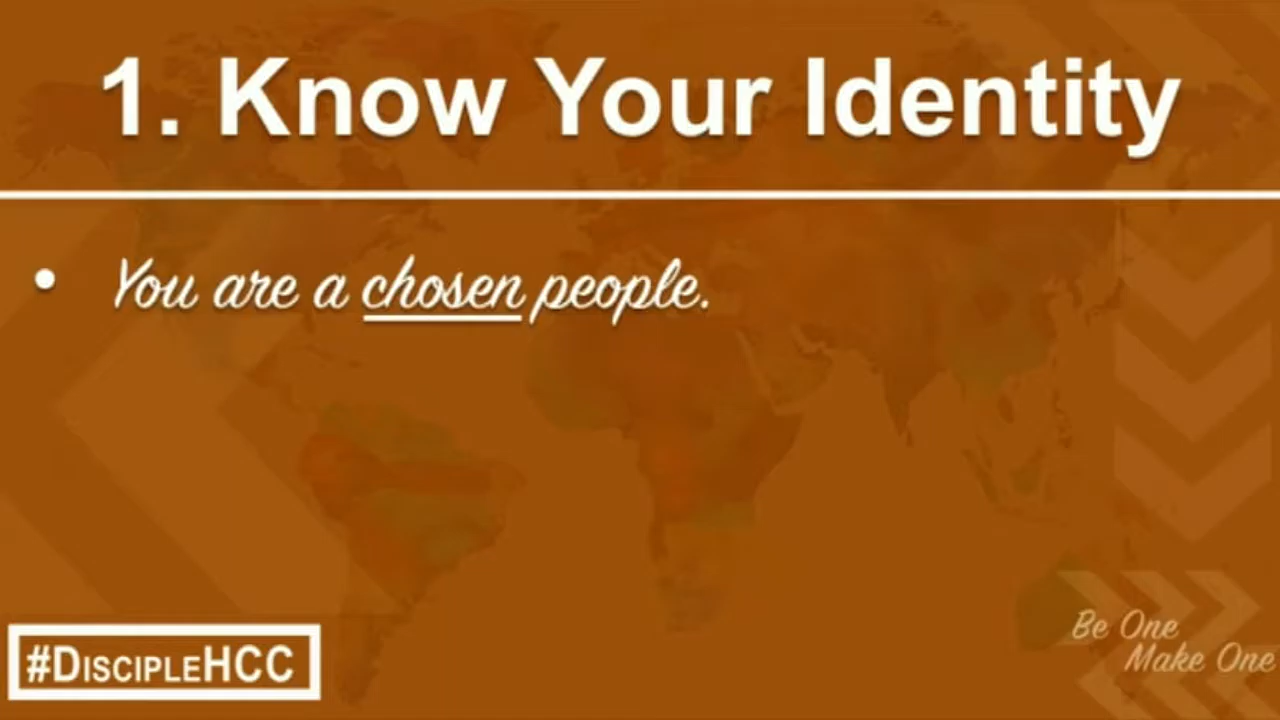 1. Know Your Identity
• You are a chosen people.
#DISCIPLEHCC
Be One
Make One